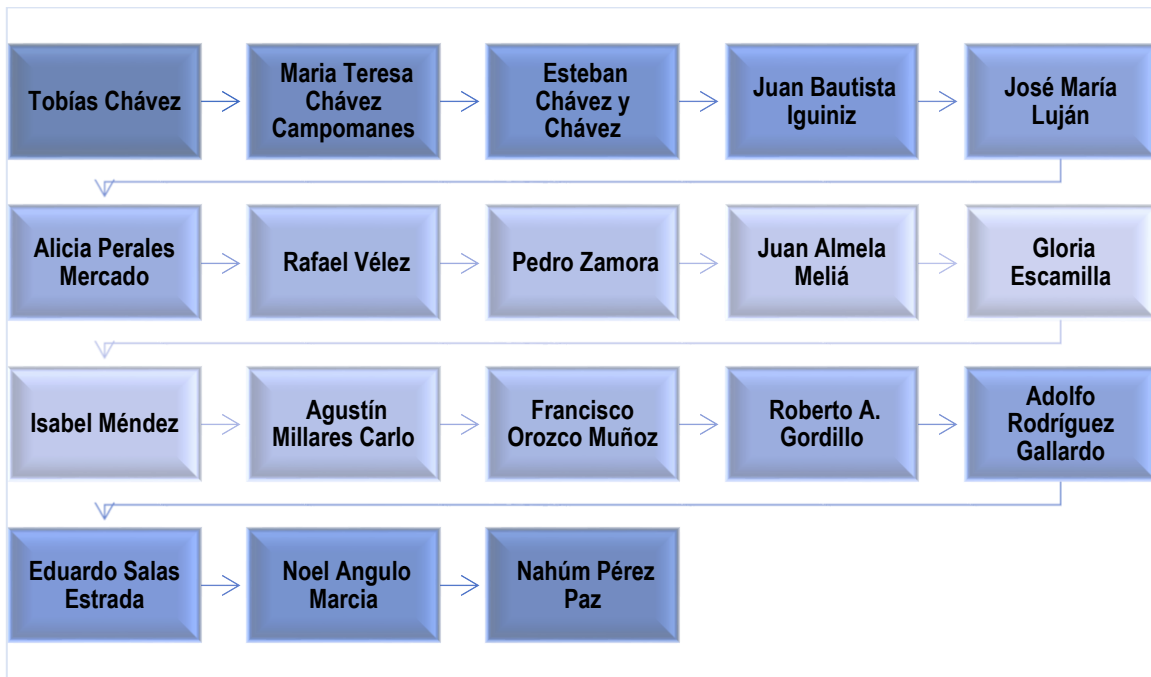 Tobías Chávez
Maria Teresa
Chávez
Campomanes
Esteban
Chávez y
Chávez
Juan Bautista
Iguiniz
José María
Luján
Alicia Perales
Mercado
Rafael Vélez
Pedro Zamora
Juan Almela
Meliá
Gloria
Escamilla
Isabel Méndez
Agustín
Millares Carlo
Francisco
Orozco Muñoz
Roberto A.
Gordillo
Adolfo
Rodríguez
Gallardo
Eduardo Salas
Estrada
Noel Angulo
Marcia
Nahúm Pérez
Paz